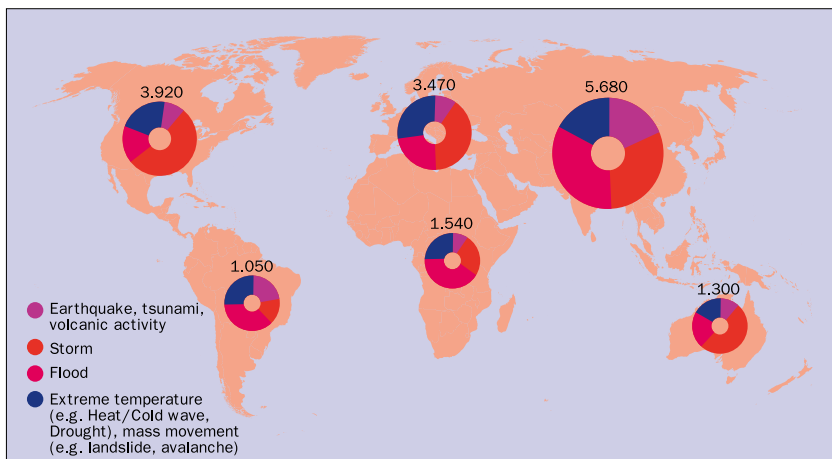 3.920
3.470
5.680
1.540
1.050
1.300
Earthquake, tsunami,
volcanic activity
Storm
Flood
Extreme temperature
(e.g. Heat/Cold wave,
Drought), mass movement
(e.g. landslide, avalanche)